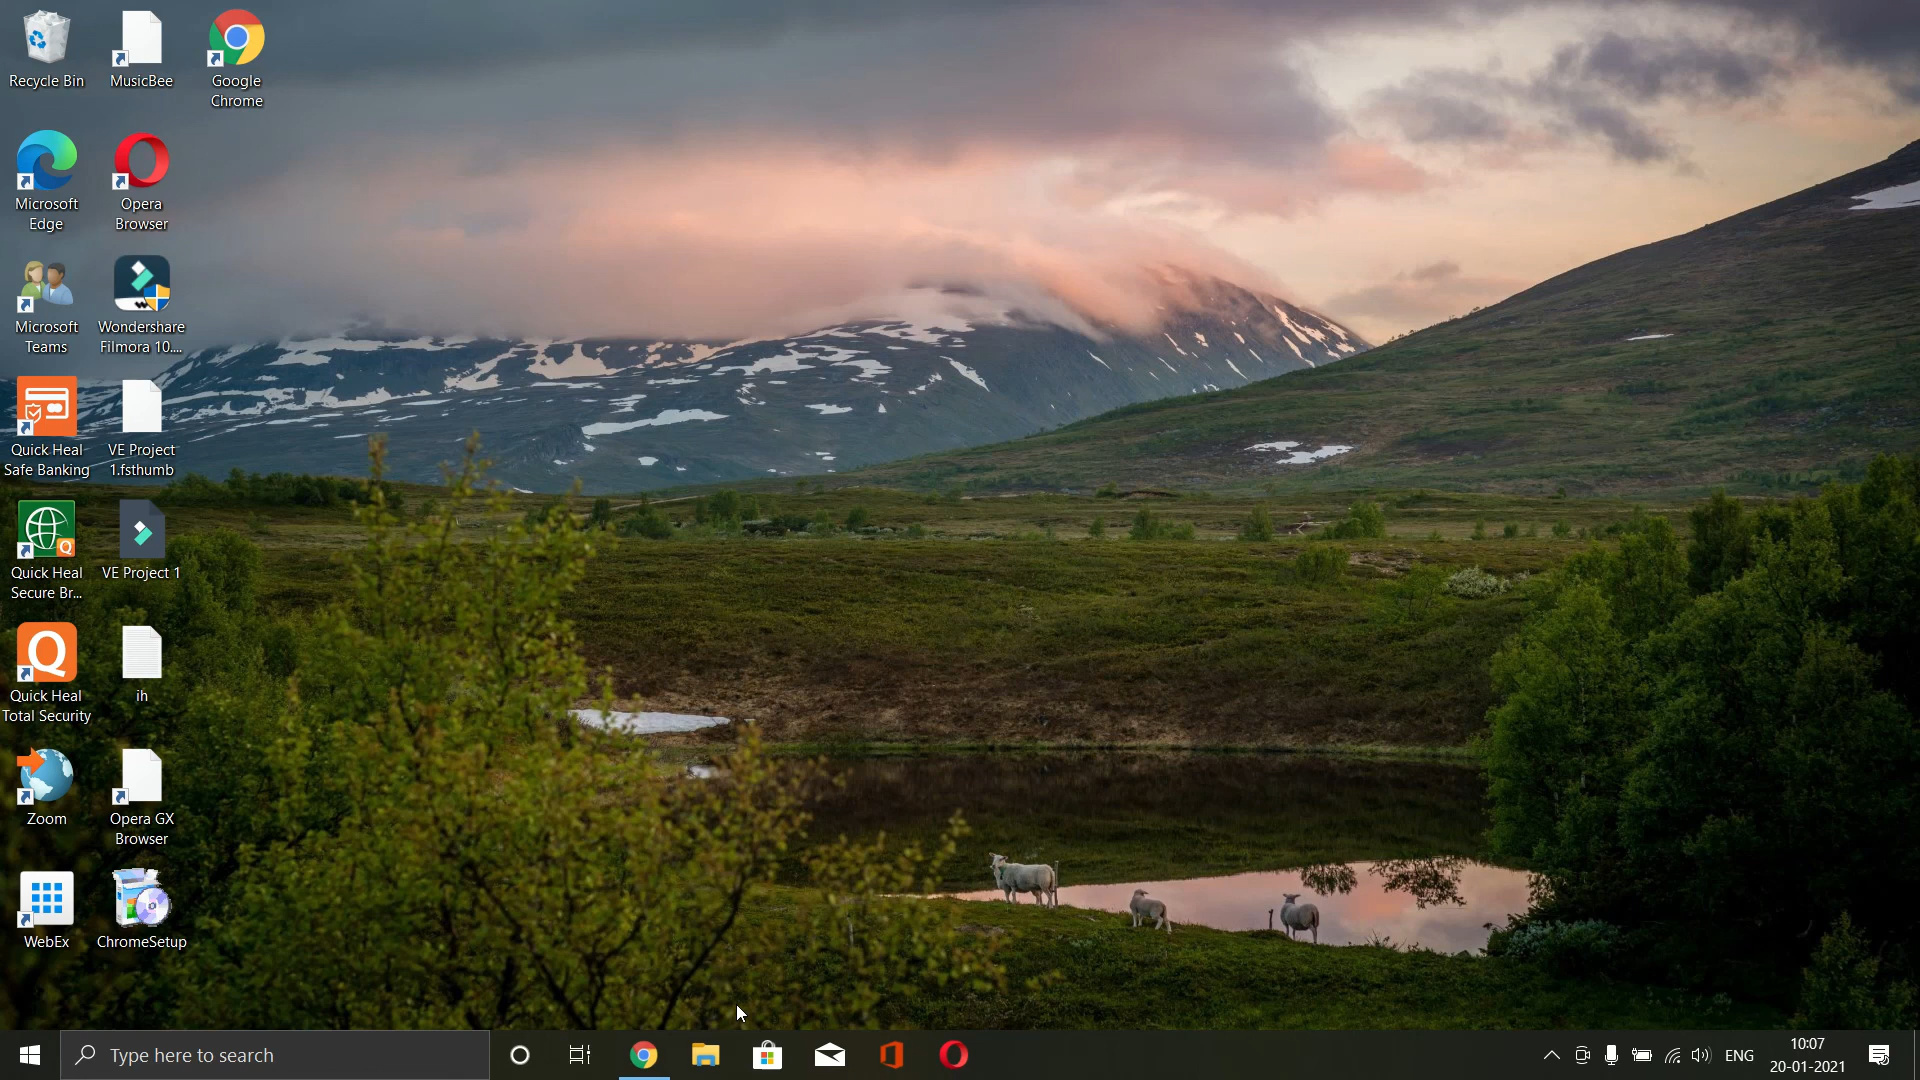 Recycle Bin
MusicBee
Google
Chrome
Microsoft
Edge
Opera
Browser
Microsoft
Teams
Wondershare
Filmora 10....
Quick Heal
Safe Banking
VE Project
1.fsthumb
Quick Heal
Secure Br...
VE Project 1
Quick Heal
Total Security
ih
Zoom
Opera GX
Browser
WebEx
ChromeSetup
Type here to search
ENG
10:07
20-01-2021